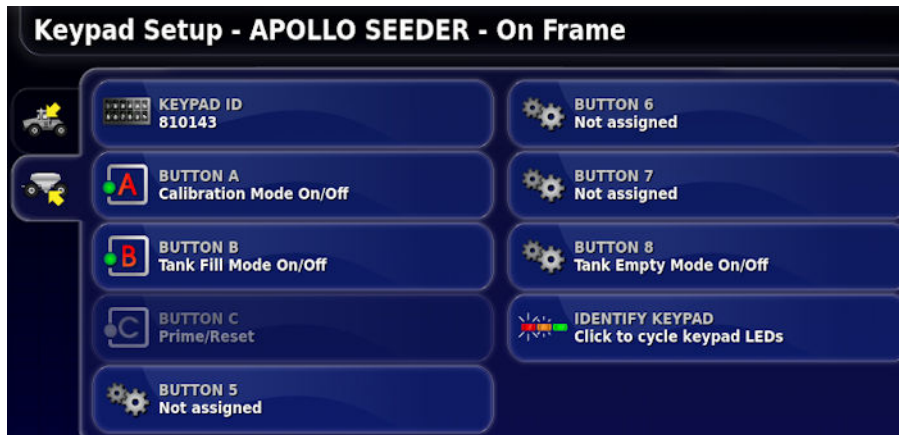 Keypad Setup - APOLLO SEEDER - On Frame
KEYPAD ID
810143
BUTTON A
Calibration Mode On/Off
BUTTON B
Tank Fill Mode On/Off
BUTTON C
Prime/Reset
BUTTON 5
Not assigned
BUTTON 6
Not assigned
BUTTON 7
Not assigned
BUTTON 8
Tank Empty Mode On/Off
IDENTIFY KEYPAD
Click to cycle keypad LEDs
A
B
C